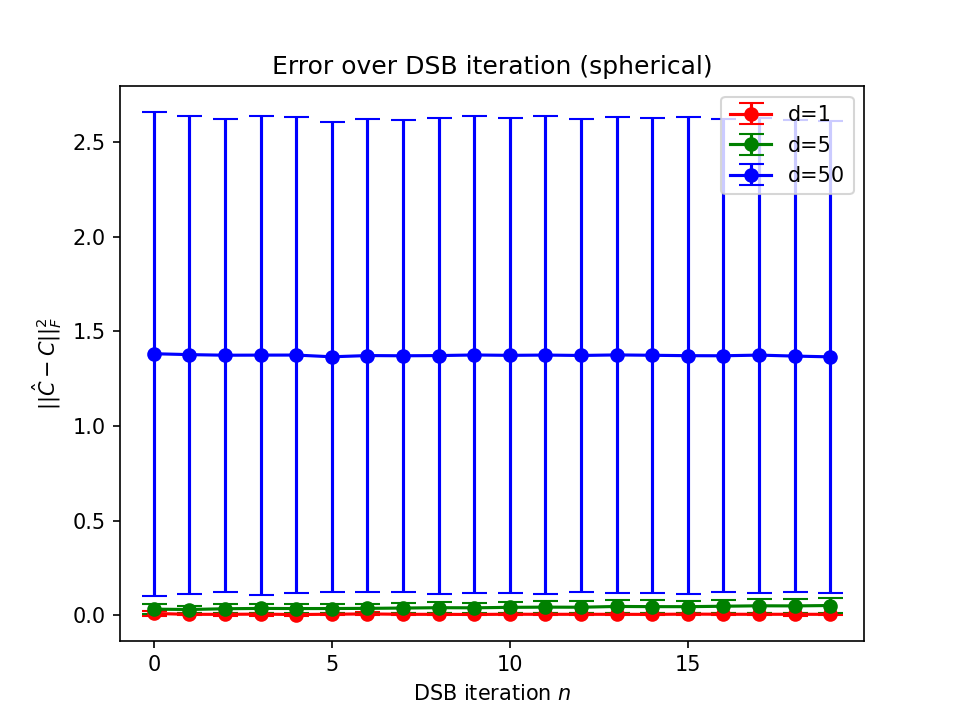 Error over DSB iteration (spherical)
d=1
d=5
d=50
2.5
2.0
1.5
1.0
0.5
0.0
||Ĉ − C||²_F
0 5 10 15
DSB iteration n